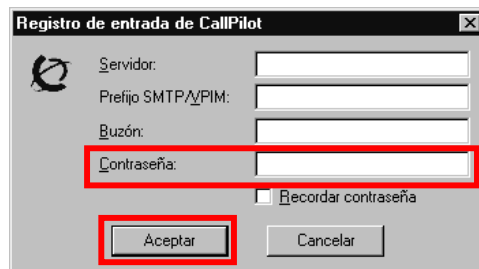 Registro de entrada de CallPilot
Servidor:
Prefijo SMTP/VPIM:
Buzón:
Contraseña:
Recordar contraseña
Aceptar Cancelar